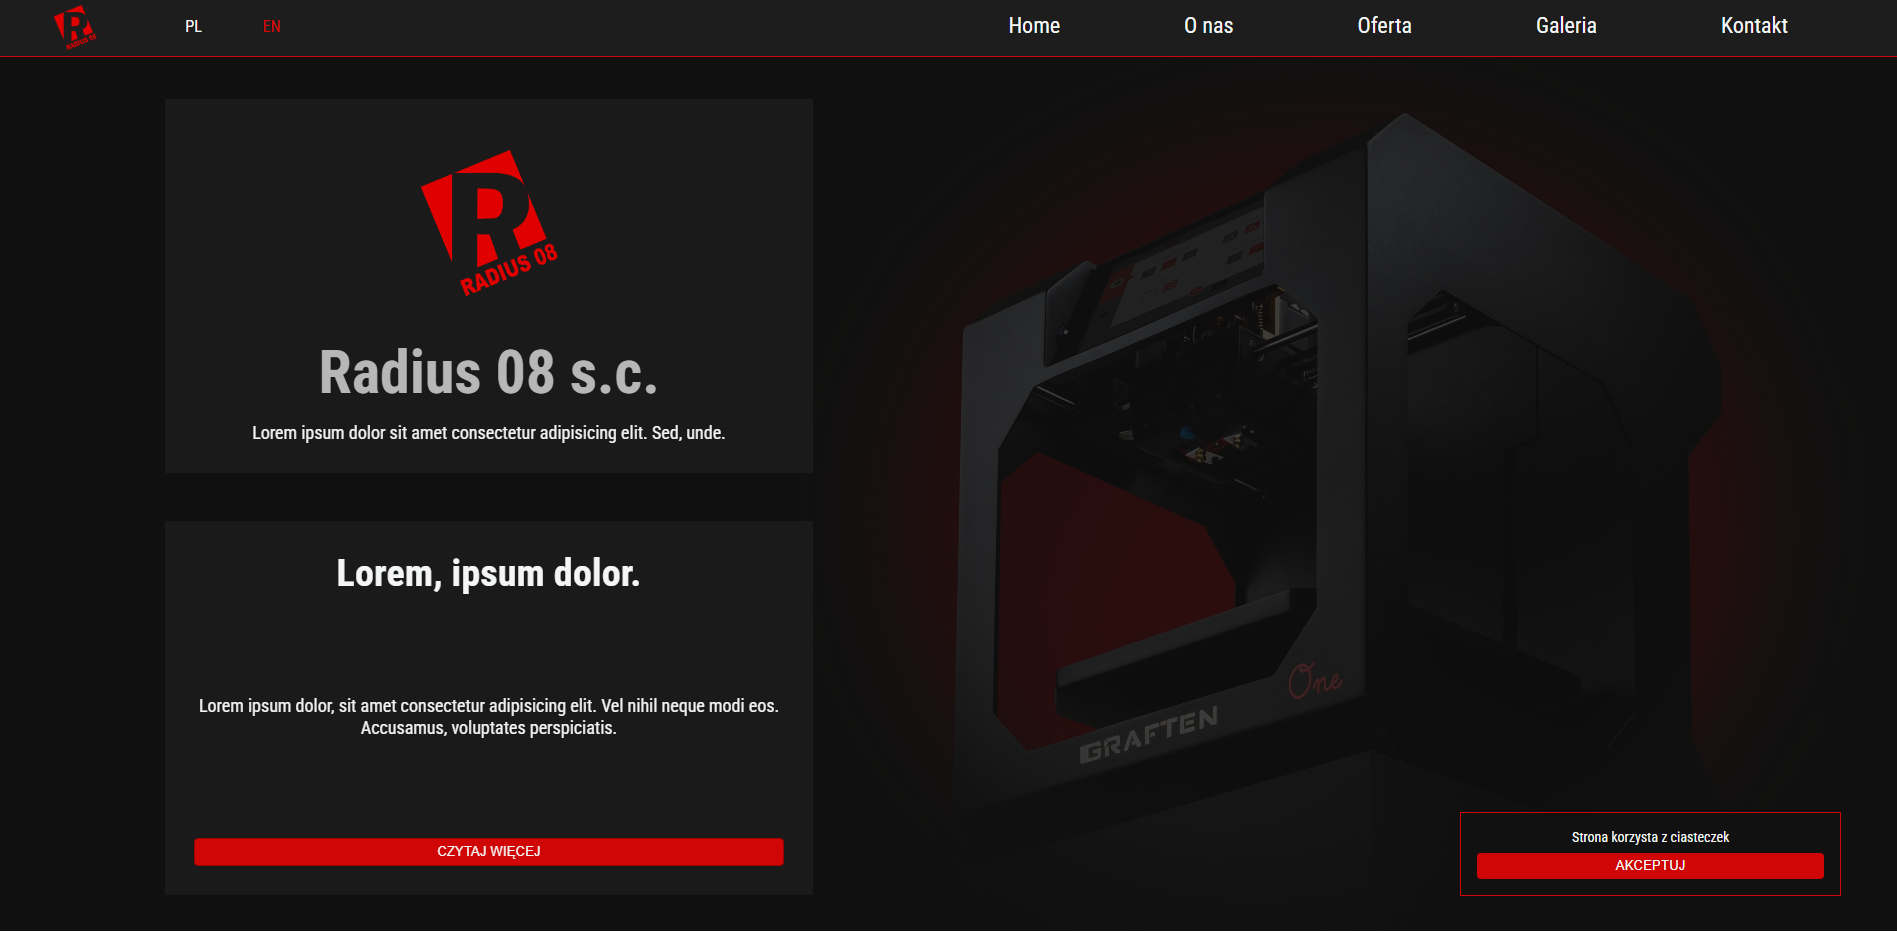 R
RADIUS 08
PL
EN
Home
O nas
Oferta
Galeria
Kontakt
R
RADIUS 08
Radius 08 s.c.
Lorem ipsum dolor sit amet consectetur adipisicing elit. Sed, unde.
Lorem, ipsum dolor.
Lorem ipsum dolor, sit amet consectetur adipisicing elit. Vel nihil neque modi eos.
Accusamus, voluptates perspiciatis.
CZYTAJ WIĘCEJ
One
GRAFTEN
Strona korzysta z ciasteczek
AKCEPTUJ